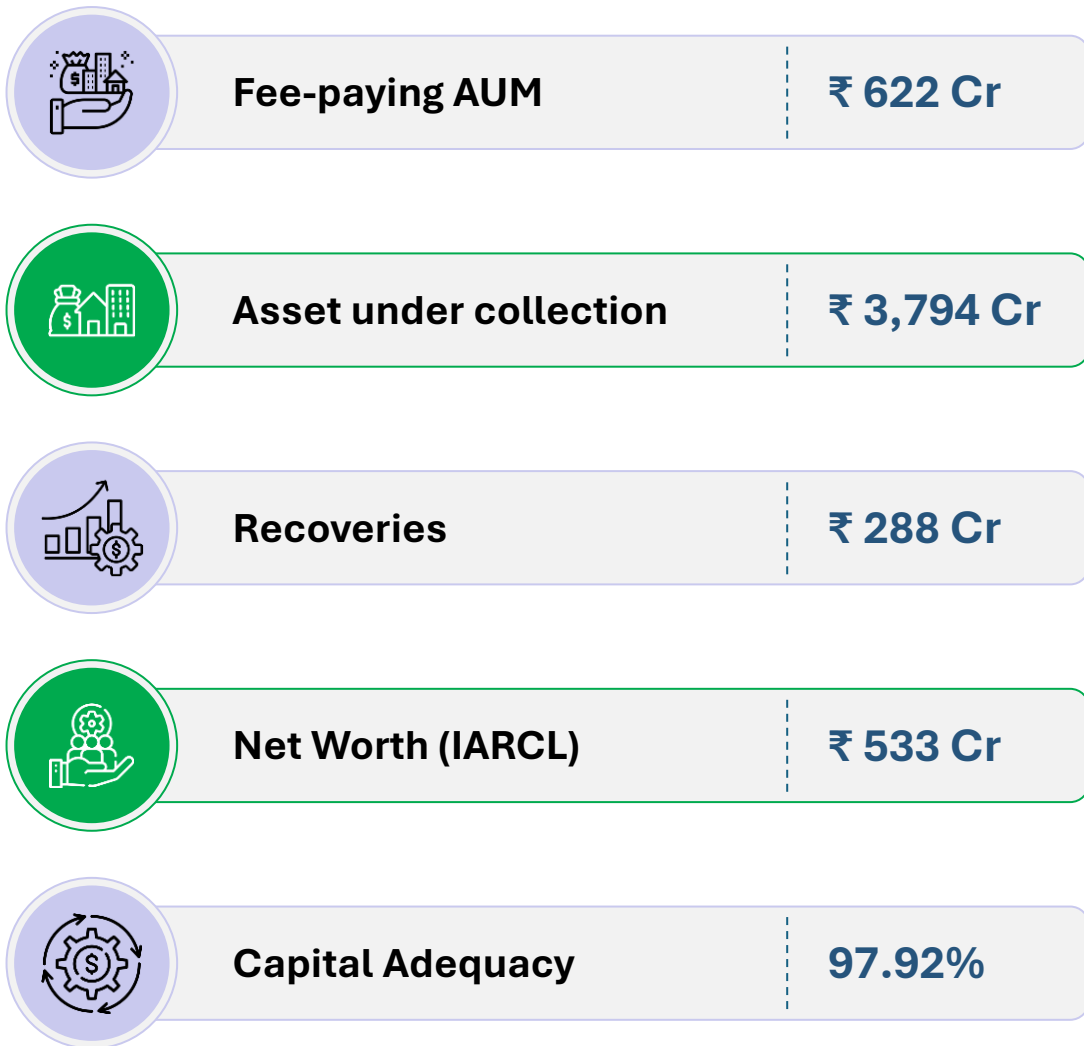 Fee-paying AUM ₹ 622 Cr
Asset under collection ₹ 3,794 Cr
Recoveries ₹ 288 Cr
Net Worth (IARCL) ₹ 533 Cr
Capital Adequacy 97.92%